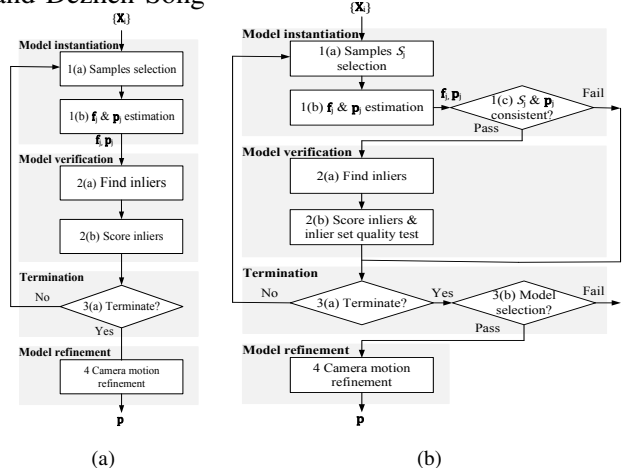 and Dezhen Song
{Xᵢ}
Model instantiation
1(a) Samples selection
1(b) fⱼ & pⱼ estimation
fⱼ, pⱼ
Model verification
2(a) Find inliers
2(b) Score inliers
Termination
No
3(a) Terminate?
Yes
Model refinement
4 Camera motion
refinement
p
(a)
{Xᵢ}
Model instantiation
1(a) Samples Sⱼ
selection
1(b) fⱼ & pⱼ estimation
fⱼ, pⱼ
1(c) Sⱼ & pⱼ
consistent?
Fail
Pass
Model verification
2(a) Find inliers
2(b) Score inliers &
inlier set quality test
Termination
No
3(a) Terminate?
Yes
3(b) Model
selection?
Fail
Pass
Model refinement
4 Camera motion
refinement
p
(b)